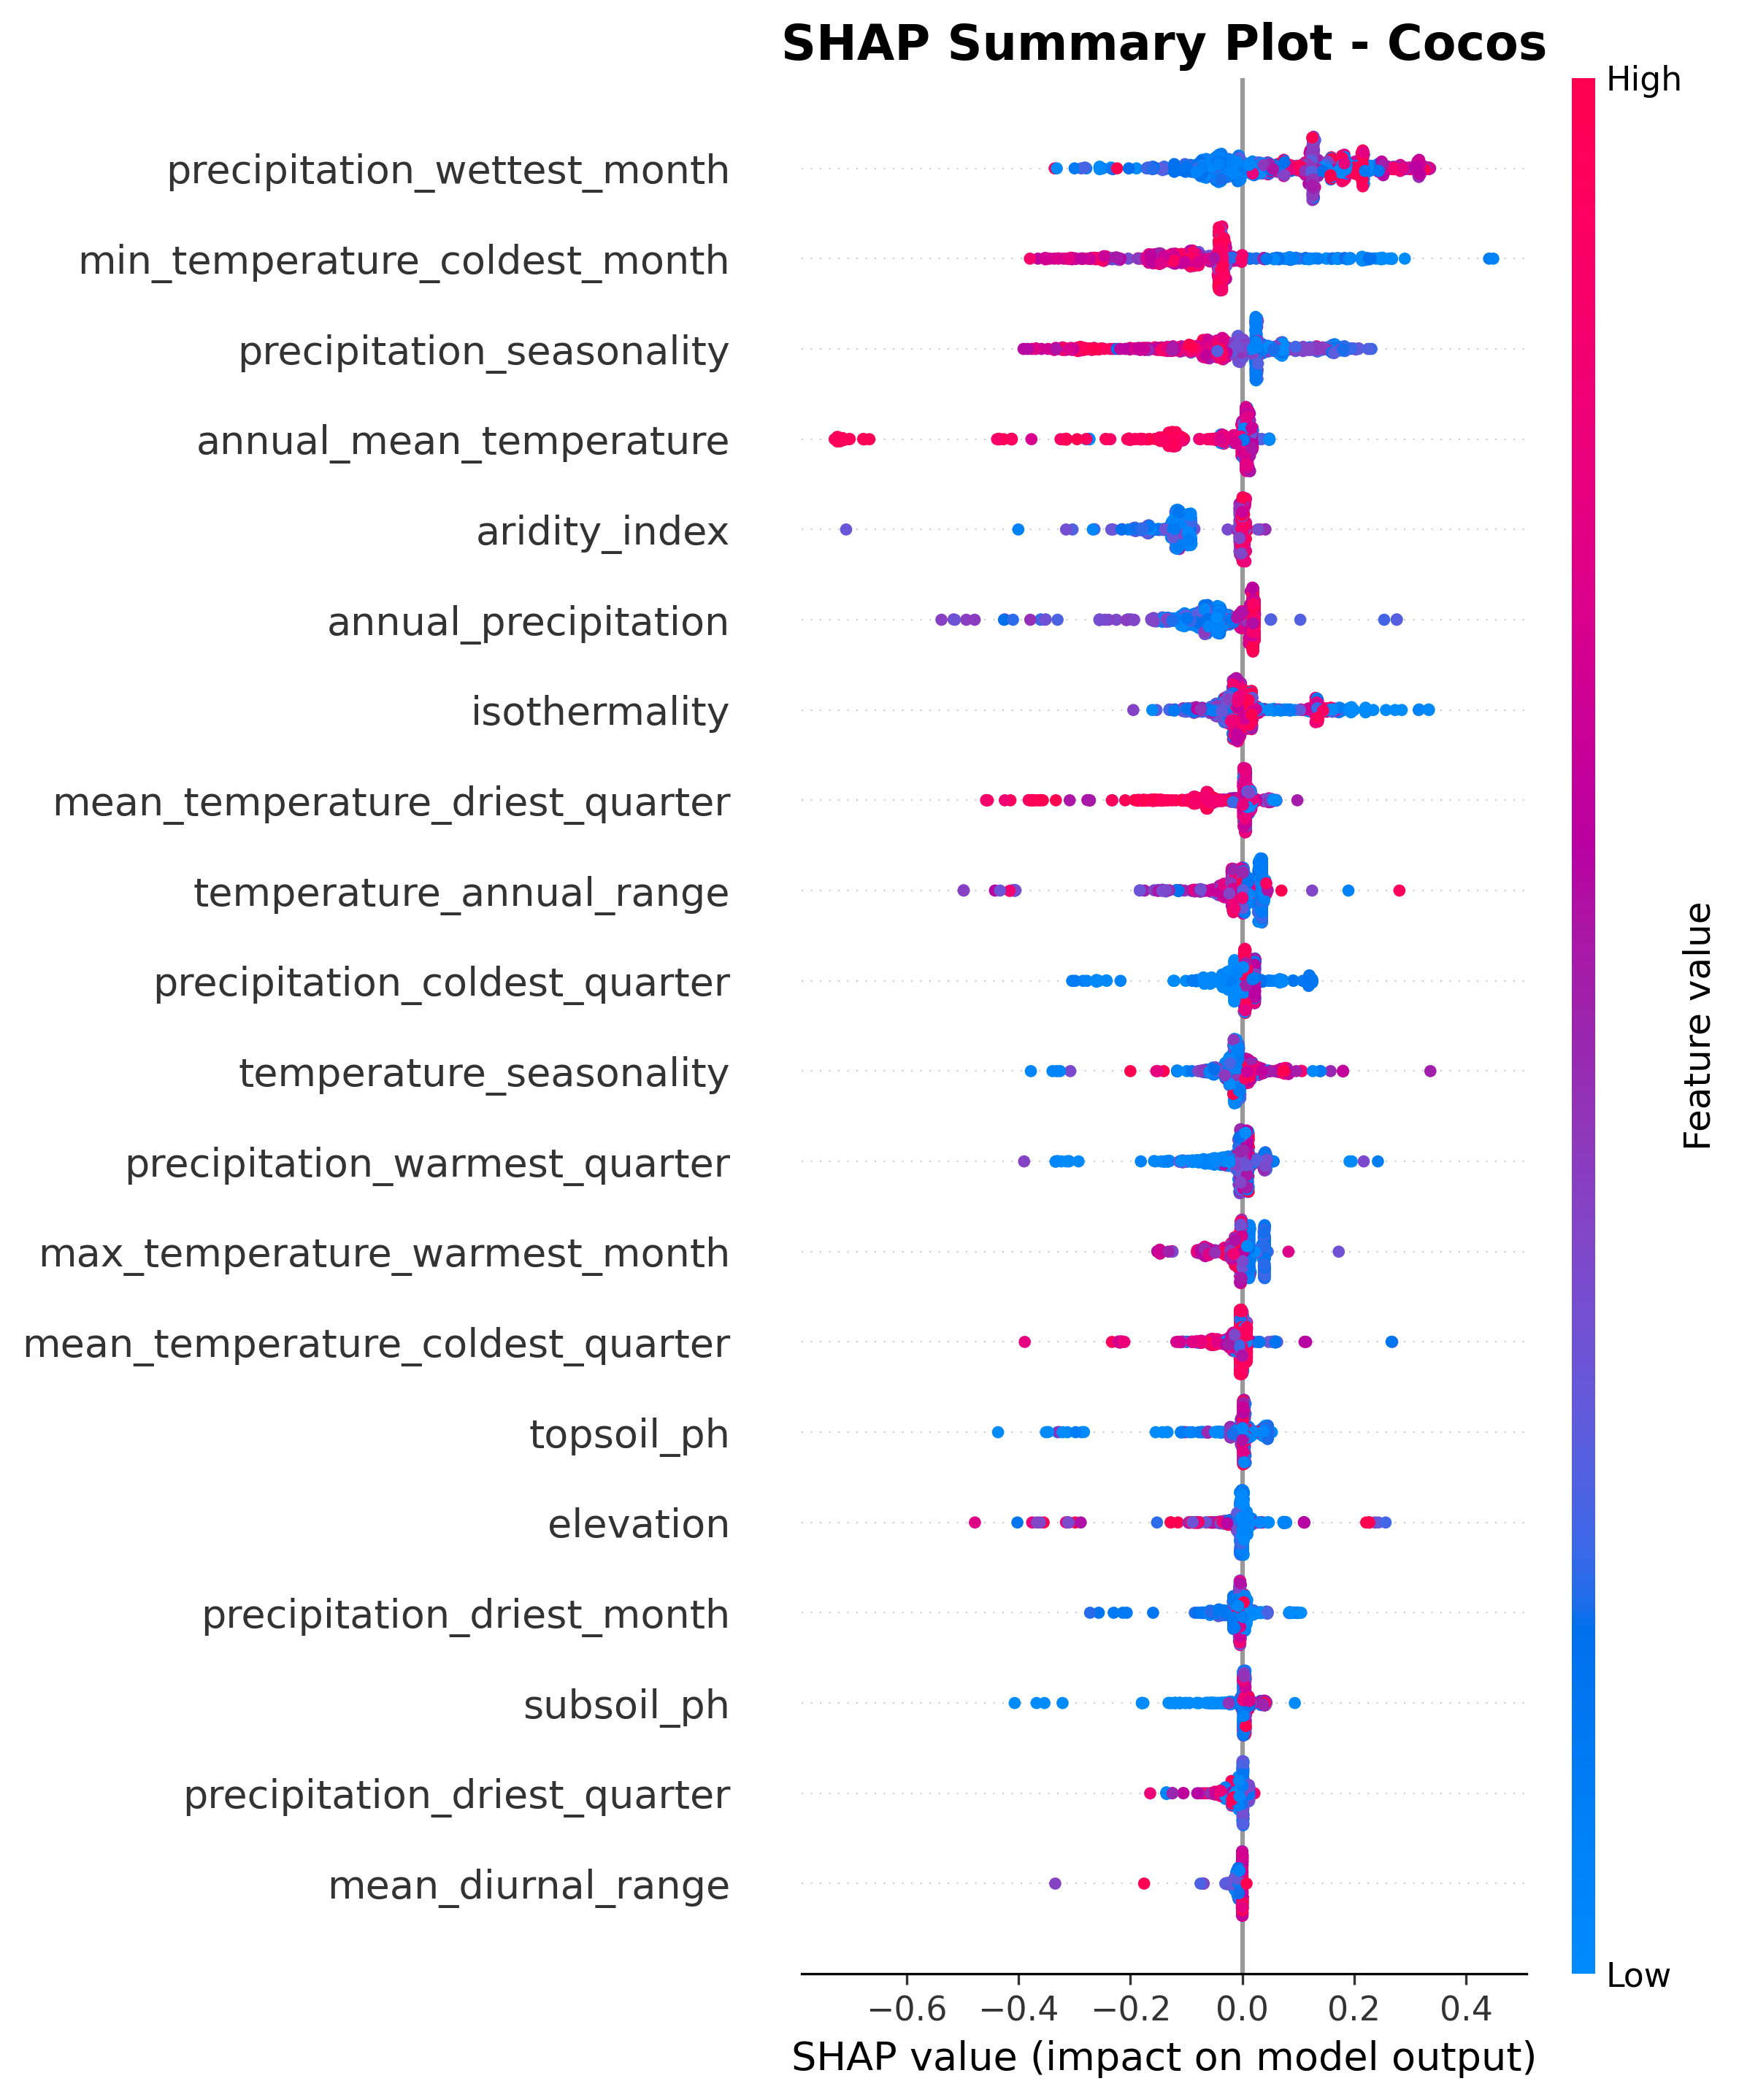 SHAP Summary Plot - Cocos
High
precipitation_wettest_month
min_temperature_coldest_month
precipitation_seasonality
annual_mean_temperature
aridity_index
annual_precipitation
isothermality
mean_temperature_driest_quarter
temperature_annual_range
precipitation_coldest_quarter
temperature_seasonality
precipitation_warmest_quarter
max_temperature_warmest_month
mean_temperature_coldest_quarter
topsoil_ph
elevation
precipitation_driest_month
subsoil_ph
precipitation_driest_quarter
mean_diurnal_range
Feature value
Low
−0.6 −0.4 −0.2 0.0 0.2 0.4
SHAP value (impact on model output)